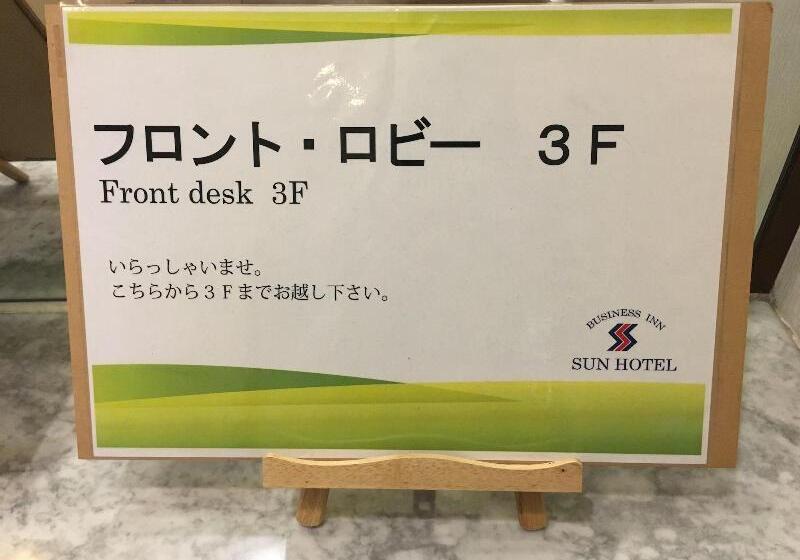 フロント・ロビー　３Ｆ
Front desk 3F
いらっしゃいませ。
こちらから３Ｆまでお越し下さい。
BUSINESS INN
SUN HOTEL